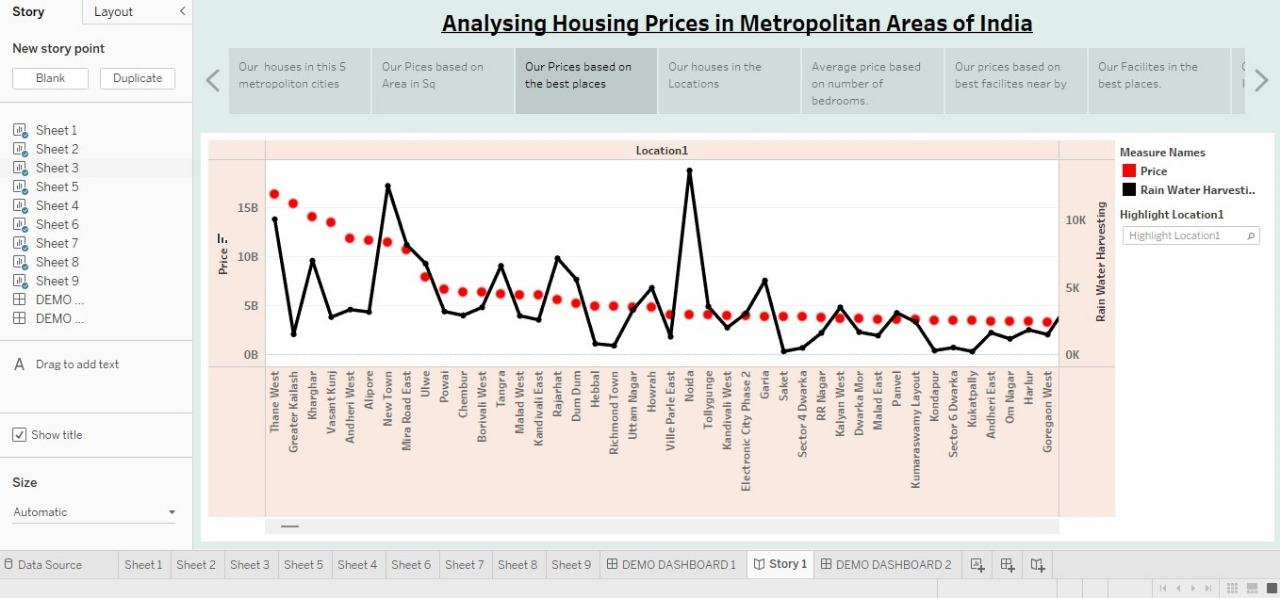 Story
Layout
New story point
Blank
Duplicate
Sheet 1
Sheet 2
Sheet 3
Sheet 5
Sheet 4
Sheet 6
Sheet 7
Sheet 8
Sheet 9
DEMO ...
DEMO ...
A Drag to add text
Show title
Size
Automatic
Analysing Housing Prices in Metropolitan Areas of India
Our houses in this 5
metropoliton cities
Our Pices based on
Area in Sq
Our Prices based on
the best places
Our houses in the
Locations
Average price based
on number of
bedrooms.
Our prices based on
best facilites near by
Our Facilites in the
best places.
Location1
Price
15B
10B
5B
0B
10K
5K
0K
Rain Water Harvesting
Thane West
Greater Kailash
Kharghar
Vasant Kunj
Andheri West
Alipore
New Town
Mira Road East
Ulwe
Powai
Chembur
Borivali West
Tangra
Malad West
Kandivali East
Rajarhat
Dum Dum
Hebbal
Richmond Town
Uttam Nagar
Howrah
Ville Parle East
Noida
Tollygunge
Kandivali West
Electronic City Phase 2
Garia
Saket
Sector 4 Dwarka
RR Nagar
Kalyan West
Dwarka Mor
Malad East
Panvel
Kumaraswamy Layout
Kondapur
Sector 6 Dwarka
Kukatpally
Andheri East
Om Nagar
Harlur
Goregaon West
Measure Names
Price
Rain Water Harvesti..
Highlight Location1
Highlight Location1
Data Source
Sheet 1
Sheet 2
Sheet 3
Sheet 5
Sheet 4
Sheet 6
Sheet 7
Sheet 8
Sheet 9
DEMO DASHBOARD 1
Story 1
DEMO DASHBOARD 2